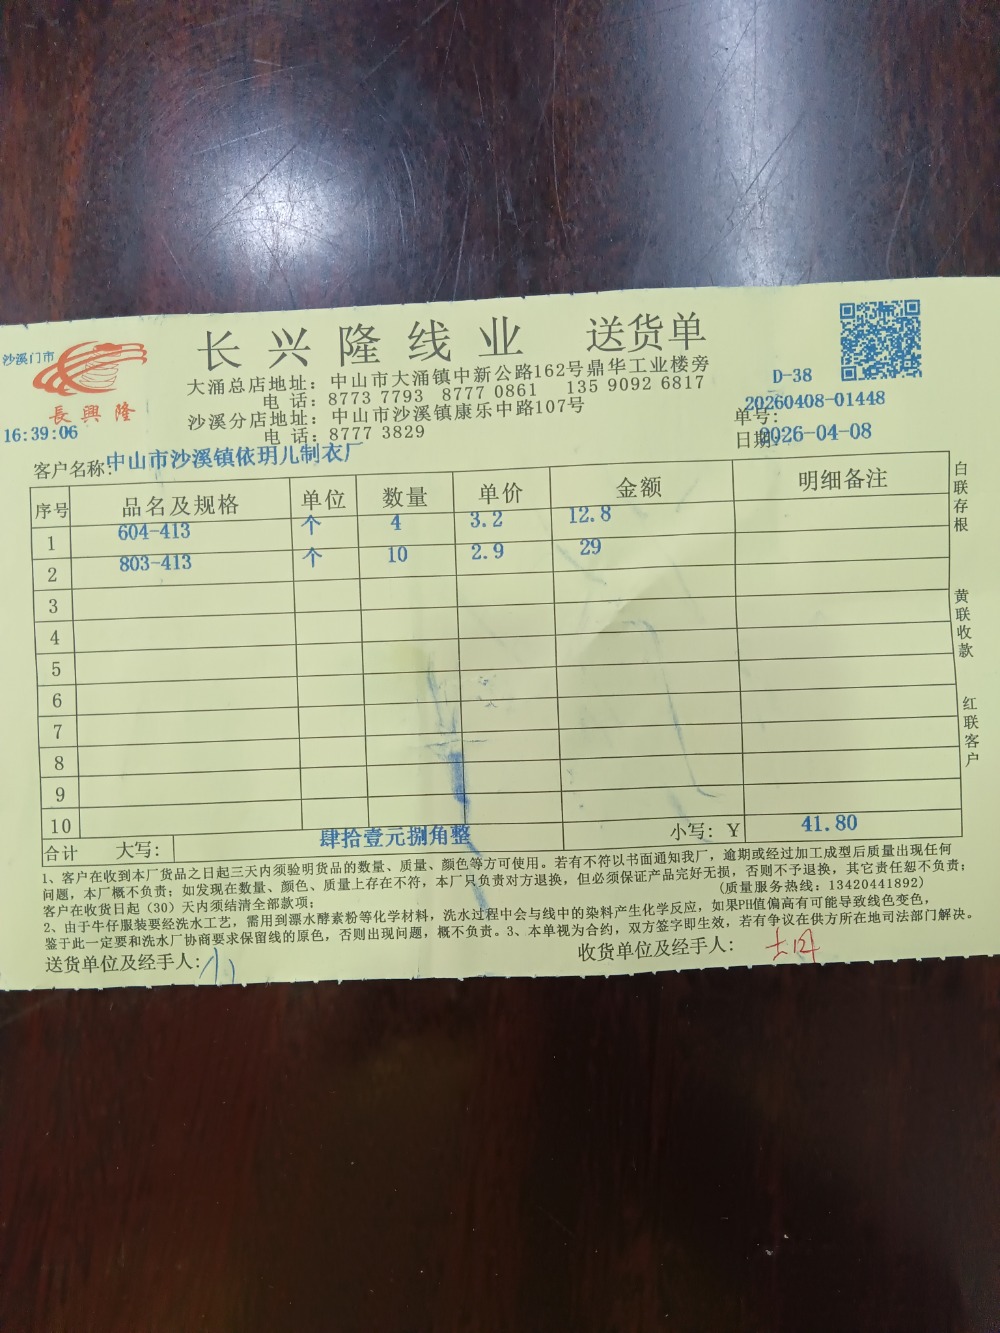 长兴隆线业 送货单
沙溪门市
長興隆
大涌总店地址：中山市大涌镇中新公路162号鼎华工业楼旁
电 话：8773 7793 8777 0861 135 9092 6817
沙溪分店地址：中山市沙溪镇康乐中路107号
电 话：8777 3829
D-38
16:39:06
单号：20260408-01448
日期：2026-04-08
客户名称：中山市沙溪镇依玥儿制衣厂
序号 品名及规格 单位 数量 单价 金额 明细备注
1 604-413 个 4 3.2 12.8
2 803-413 个 10 2.9 29
3
4
5
6
7
8
9
10
合计 大写：肆拾壹元捌角整 小写：Y 41.80
白联存根
黄联收款
红联客户
1、客户在收到本厂货品之日起三天内须验明货品的数量、质量、颜色等方可使用。若有不符以书面通知我厂，逾期或经过加工成型后质量出现任何
问题，本厂概不负责；如发现在数量、颜色、质量上存在不符，本厂只负责对方退换，但必须保证产品完好无损，否则不予退换，其它责任恕不负责；
客户在收货日起（30）天内须结清全部款项；（质量服务热线：13420441892）
2、由于牛仔服装要经洗水工艺，需用到漂水酵素粉等化学材料，洗水过程中会与线中的染料产生化学反应，如果PH值偏高有可能导致线色变色，
鉴于此一定要和洗水厂协商要求保留线的原色，否则出现问题，概不负责。3、本单视为合约，双方签字即生效，若有争议在供方所在地司法部门解决。
送货单位及经手人：
收货单位及经手人：